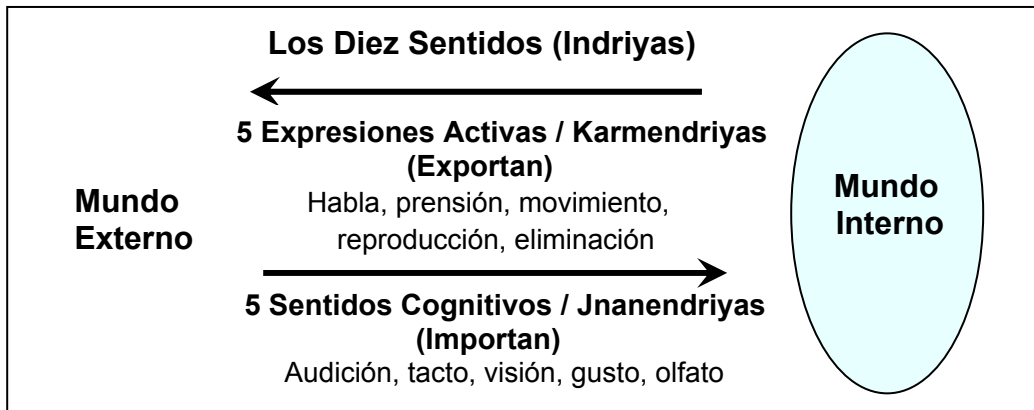 Los Diez Sentidos (Indriyas)
5 Expresiones Activas / Karmendriyas
(Exportan)
Habla, prensión, movimiento,
reproducción, eliminación
Mundo
Externo
Mundo
Interno
5 Sentidos Cognitivos / Jnanendriyas
(Importan)
Audición, tacto, visión, gusto, olfato